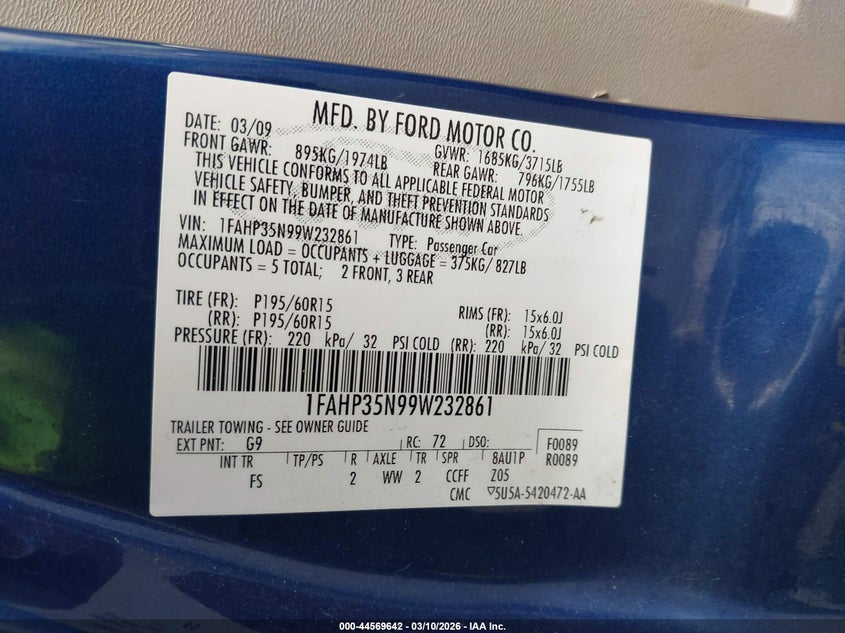 MFD. BY FORD MOTOR CO.
DATE: 03/09 GVWR: 1685KG/3715LB
FRONT GAWR: 895KG/1974LB REAR GAWR: 796KG/1755LB
THIS VEHICLE CONFORMS TO ALL APPLICABLE FEDERAL MOTOR
VEHICLE SAFETY, BUMPER, AND THEFT PREVENTION STANDARDS
IN EFFECT ON THE DATE OF MANUFACTURE SHOWN ABOVE.
VIN: 1FAHP35N99W232861 TYPE: Passenger Car
MAXIMUM LOAD = OCCUPANTS + LUGGAGE = 375KG/ 827LB
OCCUPANTS = 5 TOTAL; 2 FRONT, 3 REAR
TIRE (FR): P195/60R15 RIMS (FR): 15x6.0J
(RR): P195/60R15 (RR): 15x6.0J
PRESSURE (FR): 220 kPa/ 32 PSI COLD (RR): 220 kPa/ 32 PSI COLD
1FAHP35N99W232861
TRAILER TOWING - SEE OWNER GUIDE
EXT PNT: G9 RC: 72 DSO: F0089
INT TR TP/PS R AXLE TR SPR 8AU1P R0089
FS 2 WW 2 CCFF Z05
CMC 5U5A-5420472-AA
000-44569642 - 03/10/2026 - IAA Inc.